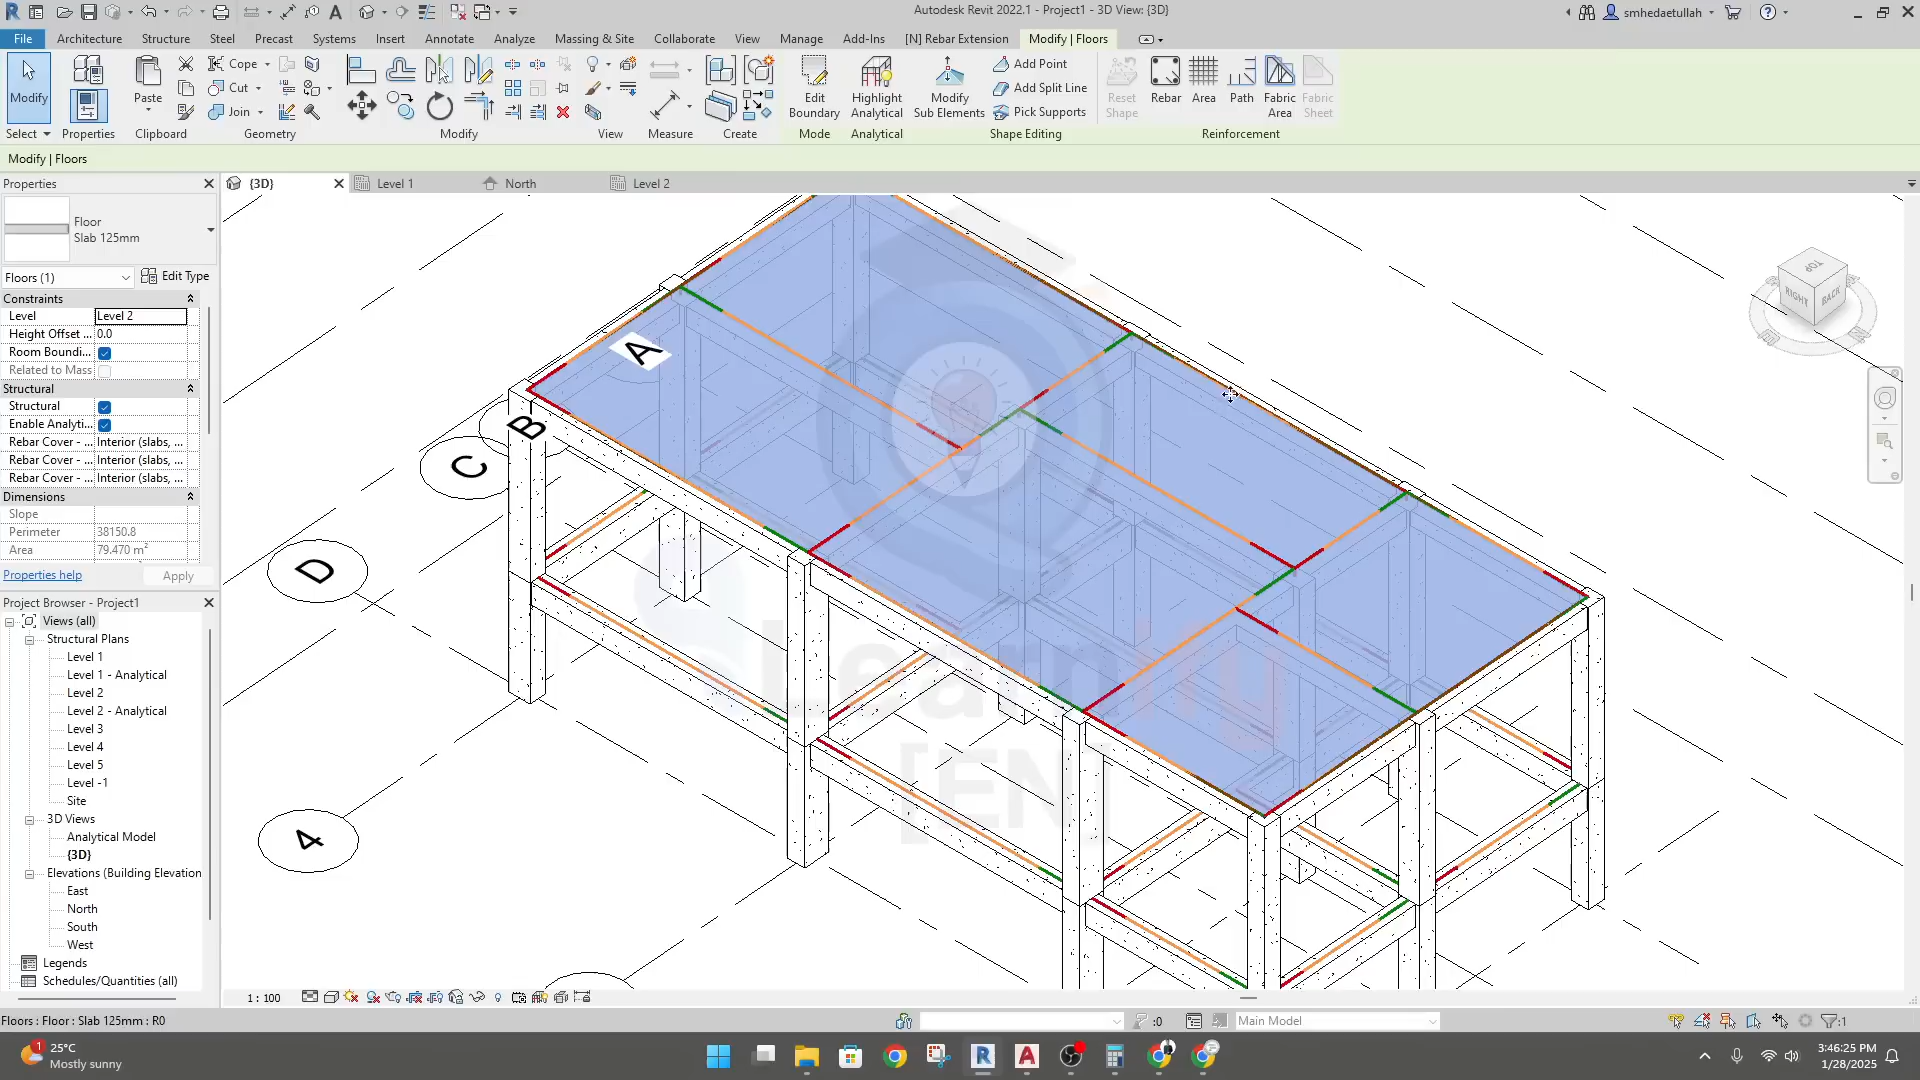 Autodesk Revit 2022.1 - Project1 - 3D View: {3D}
smhedaetullah
File
Architecture
Structure
Steel
Precast
Systems
Insert
Annotate
Analyze
Massing & Site
Collaborate
View
Manage
Add-Ins
[N] Rebar Extension
Modify | Floors
Modify
Paste
Cope
Cut
Join
Edit
Boundary
Highlight
Analytical
Modify
Sub Elements
Add Point
Add Split Line
Pick Supports
Reset
Shape
Rebar
Area
Path
Fabric
Area
Fabric
Sheet
Select
Properties
Clipboard
Geometry
Modify
View
Measure
Create
Mode
Analytical
Shape Editing
Reinforcement
Modify | Floors
Properties
{3D}
Level 1
North
Level 2
Floor
Slab 125mm
Floors (1)
Edit Type
Constraints
Level
Level 2
Height Offset ...
0.0
Room Boundi...
Related to Mass
Structural
Structural
Enable Analyti...
Rebar Cover - ...
Interior (slabs, ...
Rebar Cover - ...
Interior (slabs, ...
Rebar Cover - ...
Interior (slabs, ...
Dimensions
Slope
Perimeter
38150.8
Area
79.470 m²
Properties help
Apply
Project Browser - Project1
Views (all)
Structural Plans
Level 1
Level 1 - Analytical
Level 2
Level 2 - Analytical
Level 3
Level 4
Level 5
Level -1
Site
3D Views
Analytical Model
{3D}
Elevations (Building Elevation
East
North
South
West
Legends
Schedules/Quantities (all)
A
B
C
D
4
TOP
RIGHT
BACK
Learnify
[EN]
1 : 100
Floors : Floor : Slab 125mm : R0
:0
Main Model
:1
1
25°C
Mostly sunny
3:46:25 PM
1/28/2025